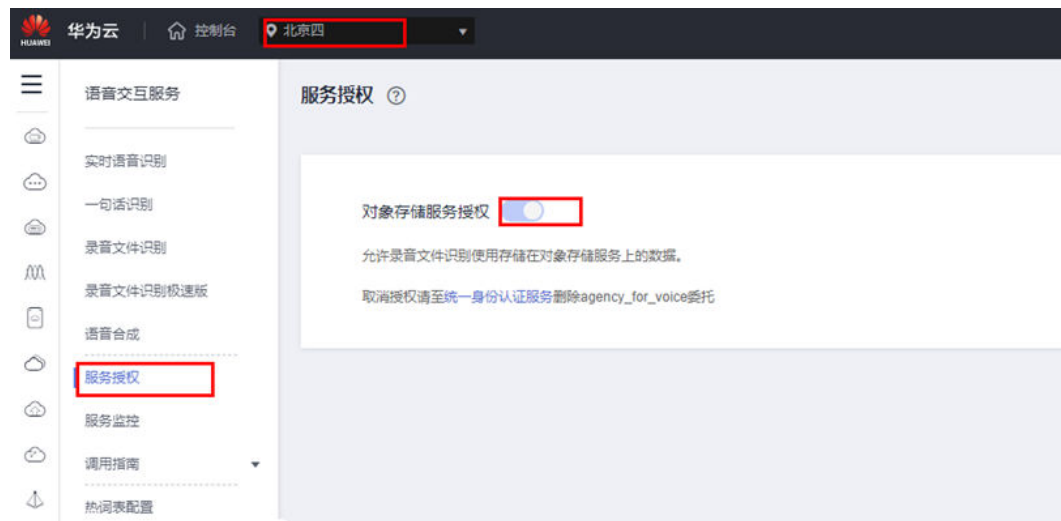 HUAWEI
华为云
控制台
北京四
语音交互服务
实时语音识别
一句话识别
录音文件识别
录音文件识别极速版
语音合成
服务授权
服务监控
调用指南
热词表配置
服务授权 ?
对象存储服务授权
允许录音文件识别使用存储在对象存储服务上的数据。
取消授权请至统一身份认证服务删除agency_for_voice委托